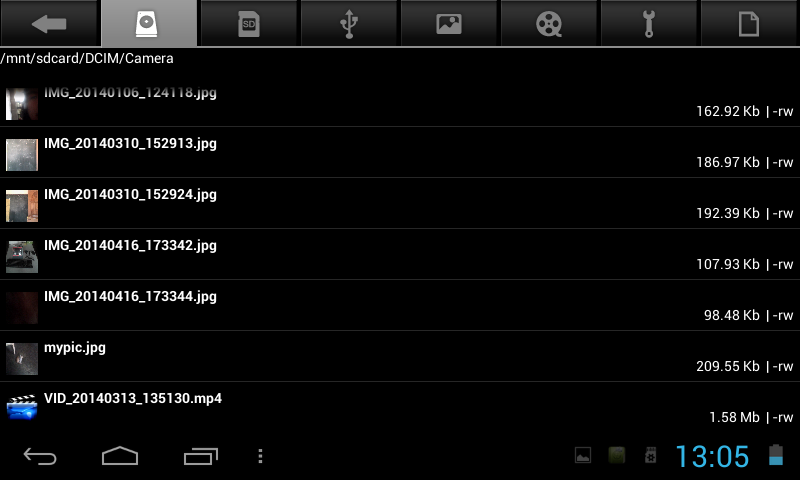 SD
/mnt/sdcard/DCIM/Camera
IMG_20140106_124118.jpg
162.92 Kb | -rw
IMG_20140310_152913.jpg
186.97 Kb | -rw
IMG_20140310_152924.jpg
192.39 Kb | -rw
IMG_20140416_173342.jpg
107.93 Kb | -rw
IMG_20140416_173344.jpg
98.48 Kb | -rw
mypic.jpg
209.55 Kb | -rw
VID_20140313_135130.mp4
1.58 Mb | -rw
13:05